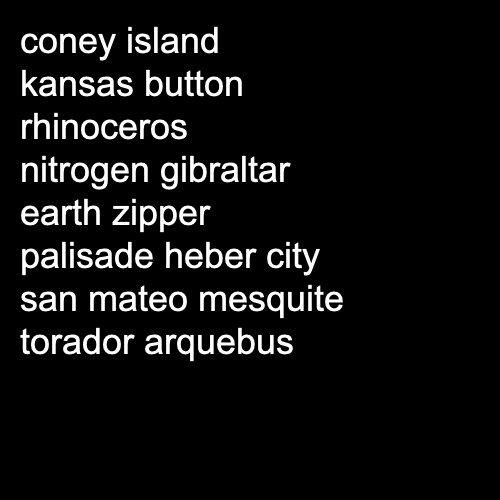 coney island
kansas button
rhinoceros
nitrogen gibraltar
earth zipper
palisade heber city
san mateo mesquite
torador arquebus